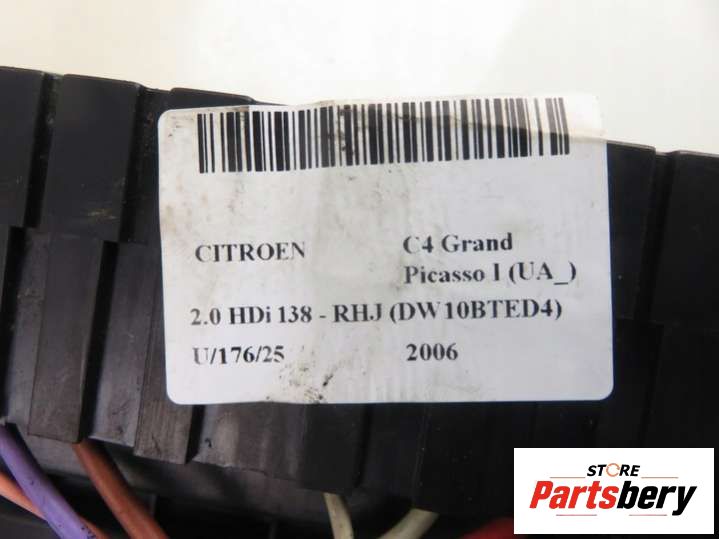 CITROEN C4 Grand
Picasso I (UA_)
2.0 HDi 138 - RHJ (DW10BTED4)
U/176/25 2006
STORE
Partsbery